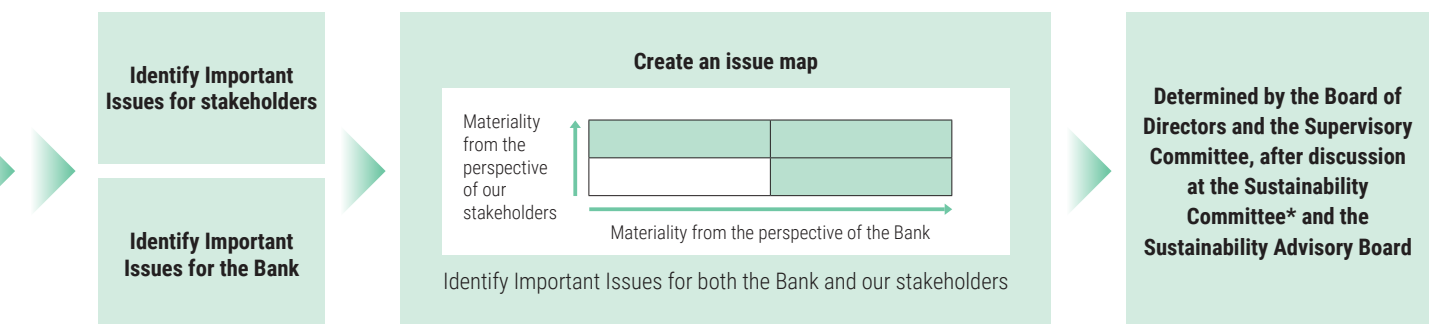 Identify Important
Issues for stakeholders
Identify Important
Issues for the Bank
Create an issue map
Materiality
from the
perspective
of our
stakeholders
Materiality from the perspective of the Bank
Identify Important Issues for both the Bank and our stakeholders
Determined by the Board of
Directors and the Supervisory
Committee, after discussion
at the Sustainability
Committee* and the
Sustainability Advisory Board